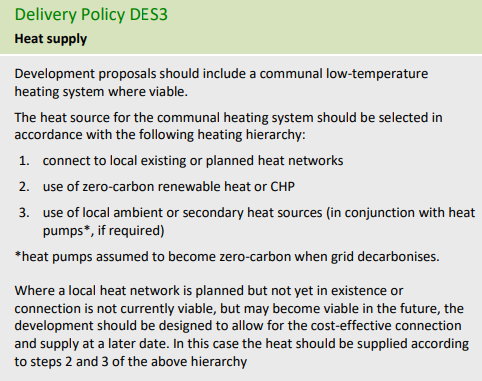 Delivery Policy DES3
Heat supply
Development proposals should include a communal low-temperature
heating system where viable.
The heat source for the communal heating system should be selected in
accordance with the following heating hierarchy:
1. connect to local existing or planned heat networks
2. use of zero-carbon renewable heat or CHP
3. use of local ambient or secondary heat sources (in conjunction with heat
pumps*, if required)
*heat pumps assumed to become zero-carbon when grid decarbonises.
Where a local heat network is planned but not yet in existence or
connection is not currently viable, but may become viable in the future, the
development should be designed to allow for the cost-effective connection
and supply at a later date. In this case the heat should be supplied according
to steps 2 and 3 of the above hierarchy